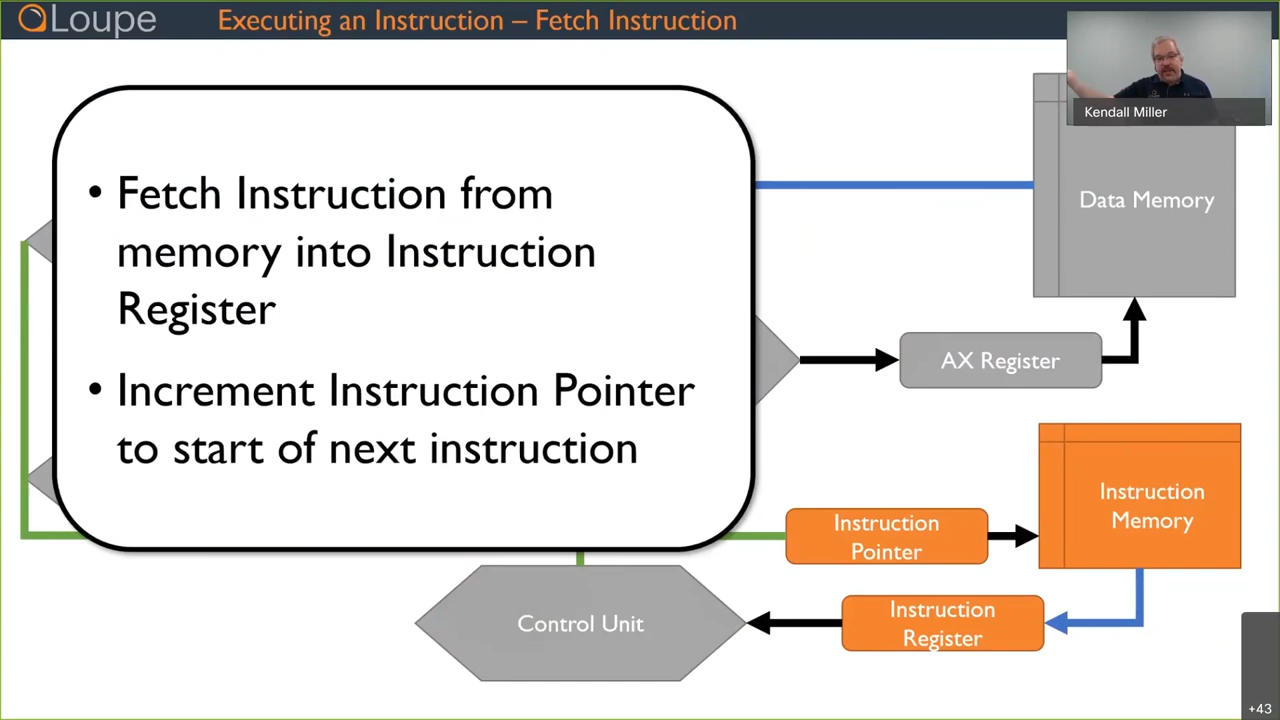 Loupe
Executing an Instruction – Fetch Instruction
Kendall Miller
• Fetch Instruction from
memory into Instruction
Register
• Increment Instruction Pointer
to start of next instruction
Data Memory
AX Register
Instruction
Memory
Instruction
Pointer
Instruction
Register
Control Unit
+43